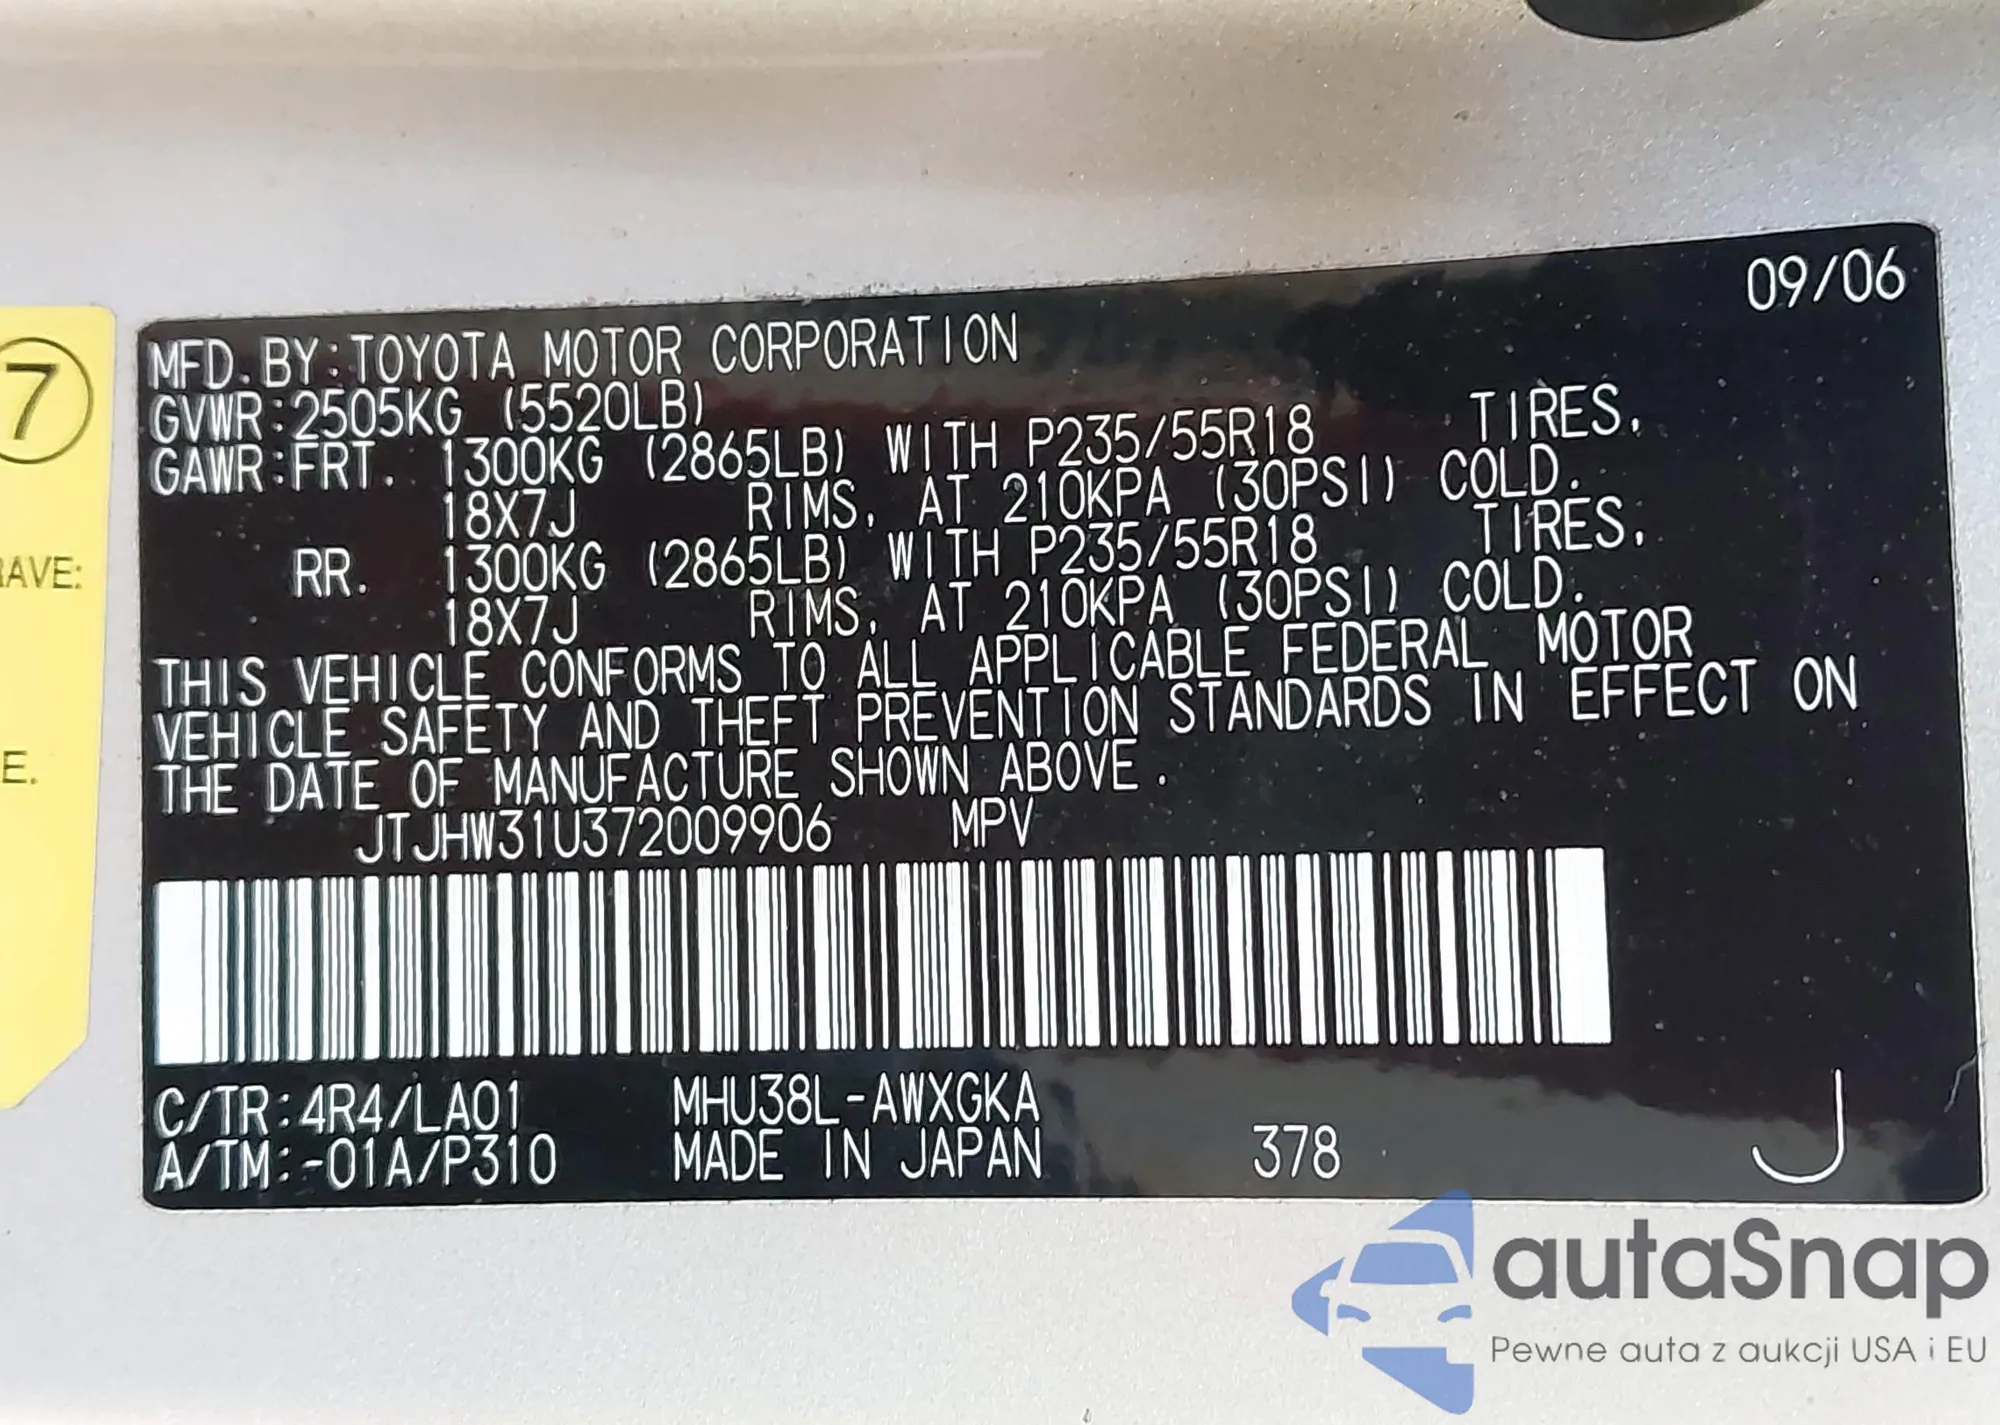 09/06
MFD. BY: TOYOTA MOTOR CORPORATION
GVWR: 2505KG (5520LB)
GAWR: FRT. 1300KG (2865LB) WITH P235/55R18 TIRES,
18X7J RIMS, AT 210KPA (30PSI) COLD.
RR. 1300KG (2865LB) WITH P235/55R18 TIRES,
18X7J RIMS, AT 210KPA (30PSI) COLD.
THIS VEHICLE CONFORMS TO ALL APPLICABLE FEDERAL MOTOR
VEHICLE SAFETY AND THEFT PREVENTION STANDARDS IN EFFECT ON
THE DATE OF MANUFACTURE SHOWN ABOVE.
JTJHW31U372009906 MPV
C/TR: 4R4/LA01 MHU38L-AWXGKA
A/TM: -01A/P310 MADE IN JAPAN 378 J
7
RAVE:
E.
autaSnap
Pewne auta z aukcji USA i EU